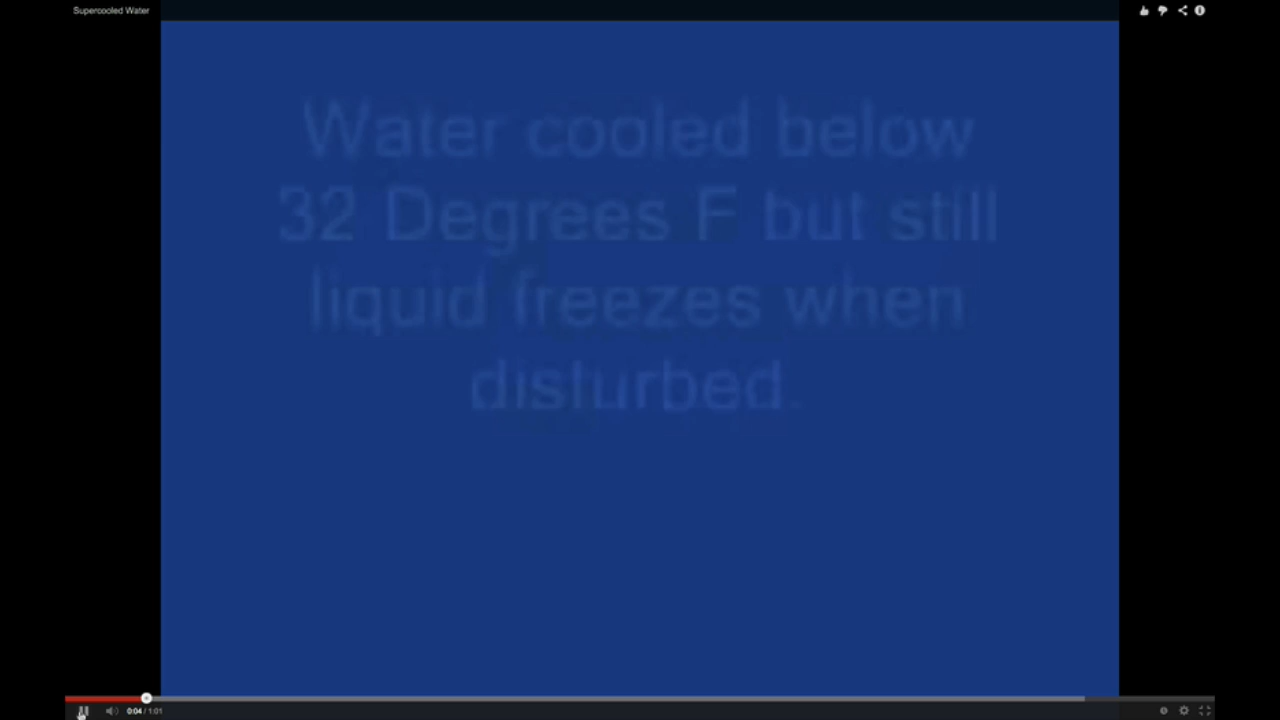 Supercooled Water
Water cooled below
32 Degrees F but still
liquid freezes when
disturbed.
0:04 / 1:01